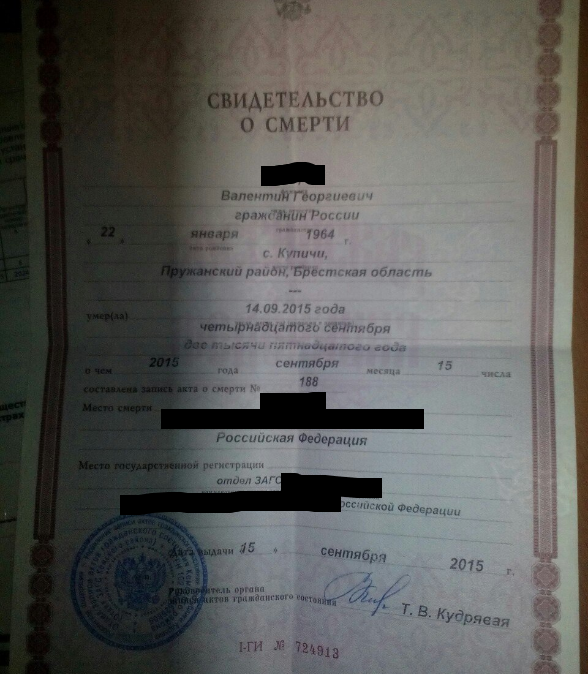 СВИДЕТЕЛЬСТВО
О СМЕРТИ
Валентин Георгиевич
гражданин России
« 22 » января 1964 г.
с. Купичи,
Пружанский район, Брестская область
---
умер(ла) 14.09.2015 года
четырнадцатого сентября
две тысячи пятнадцатого года
о чем 2015 года сентября месяца 15 числа
составлена запись акта о смерти № 188
Место смерти
Российская Федерация
Место государственной регистрации
отдел ЗАГС
Российской Федерации
Дата выдачи 15 » сентября 2015 г.
Руководитель органа
записи актов гражданского состояния
Т. В. Кудрявая
I-ГИ № 724913